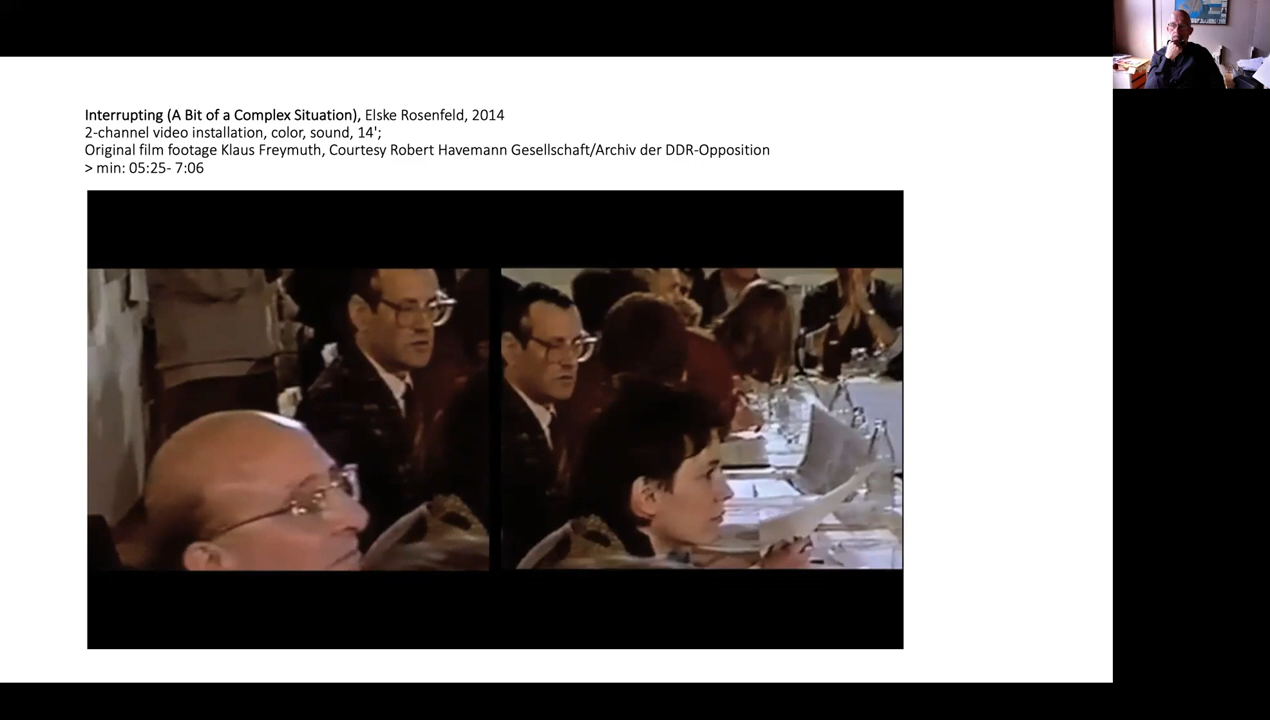 Interrupting (A Bit of a Complex Situation), Elske Rosenfeld, 2014
2-channel video installation, color, sound, 14';
Original film footage Klaus Freymuth, Courtesy Robert Havemann Gesellschaft/Archiv der DDR-Opposition
> min: 05:25- 7:06